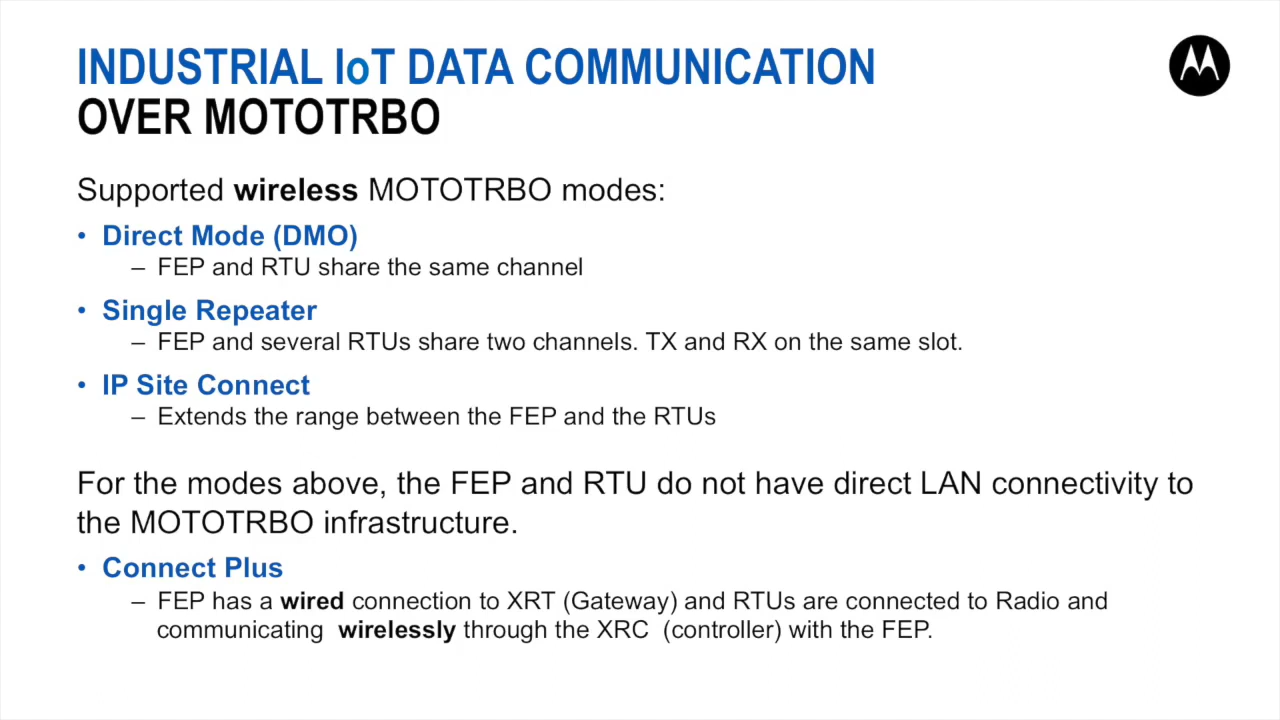 INDUSTRIAL IoT DATA COMMUNICATION
OVER MOTOTRBO
Supported wireless MOTOTRBO modes:
• Direct Mode (DMO)
– FEP and RTU share the same channel
• Single Repeater
– FEP and several RTUs share two channels. TX and RX on the same slot.
• IP Site Connect
– Extends the range between the FEP and the RTUs
For the modes above, the FEP and RTU do not have direct LAN connectivity to
the MOTOTRBO infrastructure.
• Connect Plus
– FEP has a wired connection to XRT (Gateway) and RTUs are connected to Radio and
communicating  wirelessly through the XRC  (controller) with the FEP.